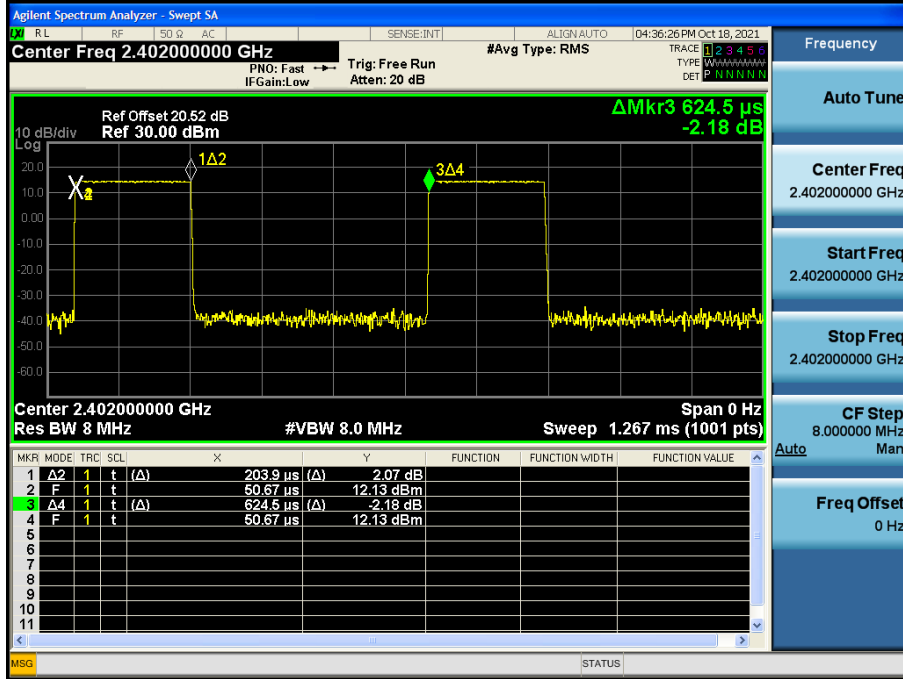 Agilent Spectrum Analyzer - Swept SA
LXI RL RF 50 Ω AC SENSE:INT ALIGN AUTO 04:36:26 PM Oct 18, 2021
Center Freq 2.402000000 GHz #Avg Type: RMS TRACE 1 2 3 4 5 6
PNO: Fast Trig: Free Run TYPE WWWWWW
IFGain:Low Atten: 20 dB DET P N N N N N
ΔMkr3 624.5 µs
-2.18 dB
Ref Offset 20.52 dB
10 dB/div Ref 30.00 dBm
Log
20.0
10.0
0.00
-10.0
-20.0
-30.0
-40.0
-50.0
-60.0
1Δ2
3Δ4
Center 2.402000000 GHz Span 0 Hz
Res BW 8 MHz #VBW 8.0 MHz Sweep 1.267 ms (1001 pts)
MKR MODE TRC SCL X Y FUNCTION FUNCTION WIDTH FUNCTION VALUE
1 Δ2 1 t (Δ) 203.9 µs (Δ) 2.07 dB
2 F 1 t 50.67 µs 12.13 dBm
3 Δ4 1 t (Δ) 624.5 µs (Δ) -2.18 dB
4 F 1 t 50.67 µs 12.13 dBm
5
6
7
8
9
10
11
MSG STATUS
Frequency
Auto Tune
Center Freq
2.402000000 GHz
Start Freq
2.402000000 GHz
Stop Freq
2.402000000 GHz
CF Step
8.000000 MHz
Auto Man
Freq Offset
0 Hz